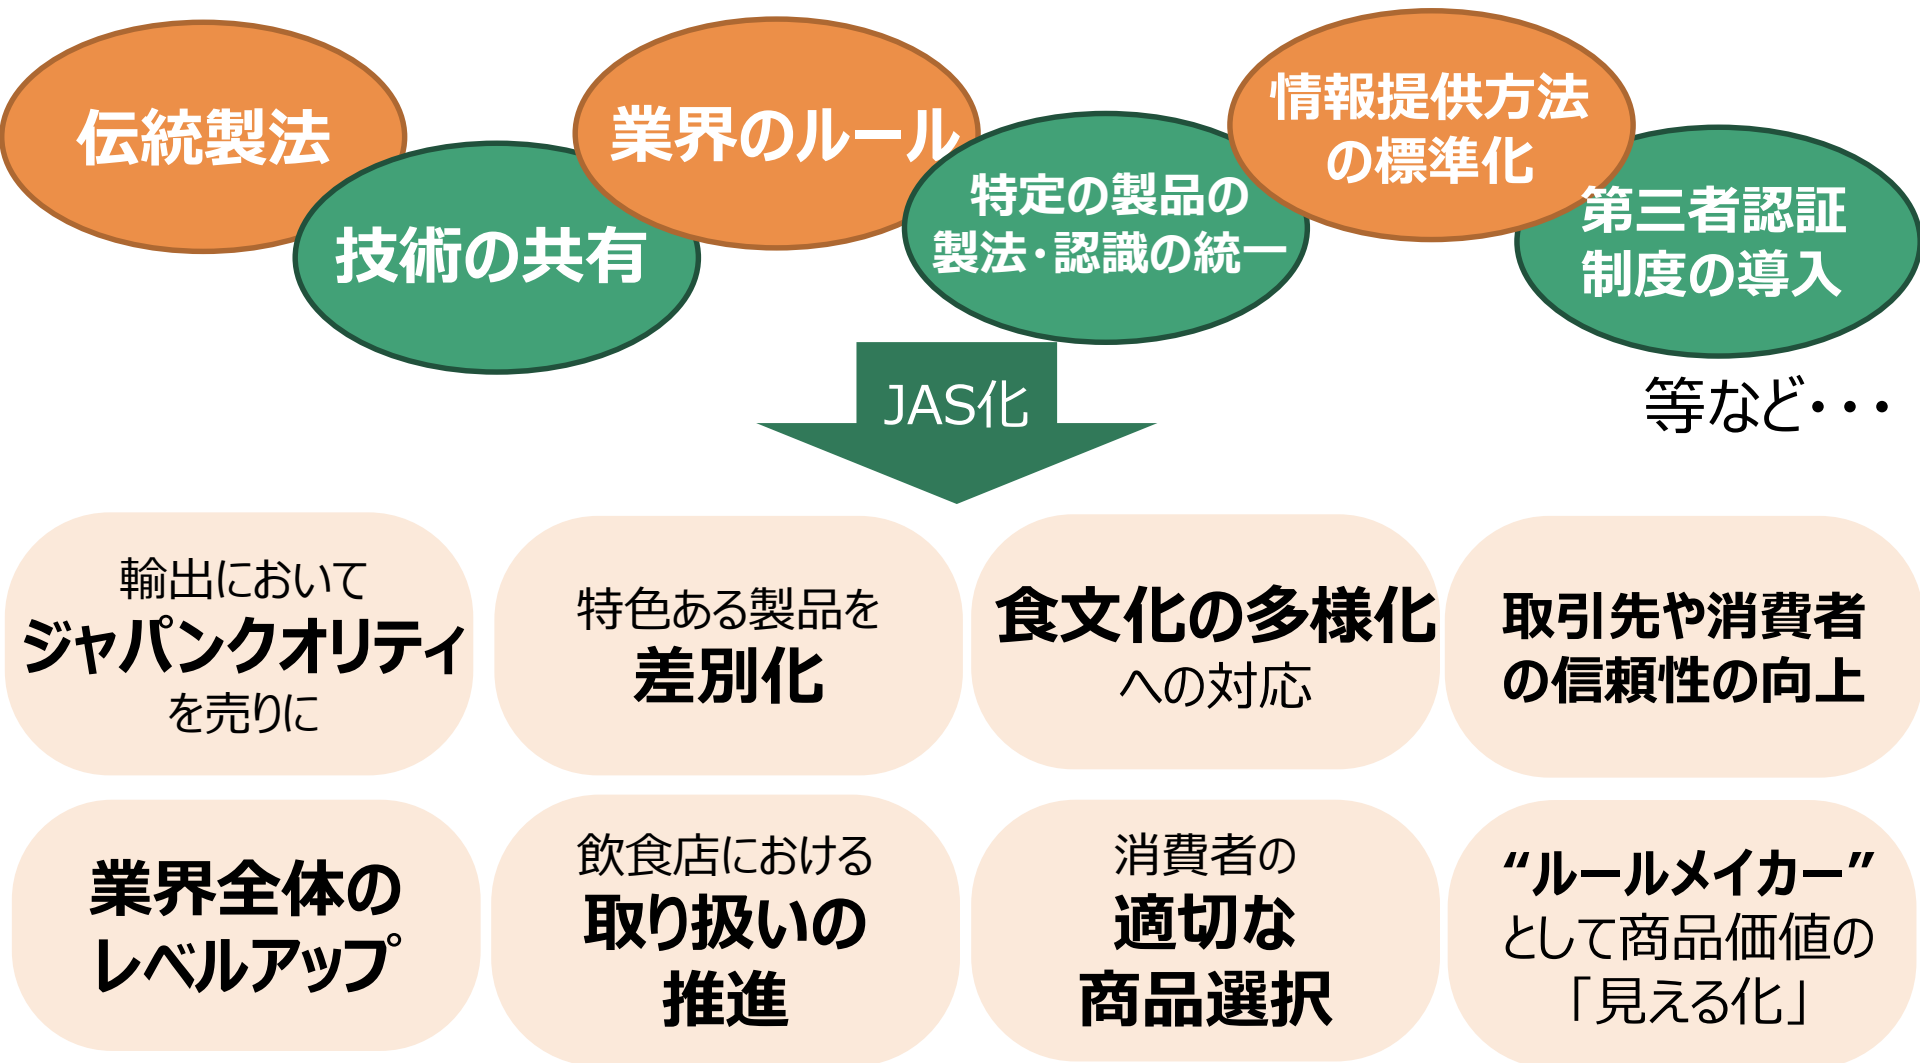 伝統製法
技術の共有
業界のルール
特定の製品の
製法・認識の統一
情報提供方法
の標準化
第三者認証
制度の導入
等など・・・
JAS化
輸出において
ジャパンクオリティ
を売りに
特色ある製品を
差別化
食文化の多様化
への対応
取引先や消費者
の信頼性の向上
業界全体の
レベルアップ
飲食店における
取り扱いの
推進
消費者の
適切な
商品選択
“ルールメイカー”
として商品価値の
「見える化」